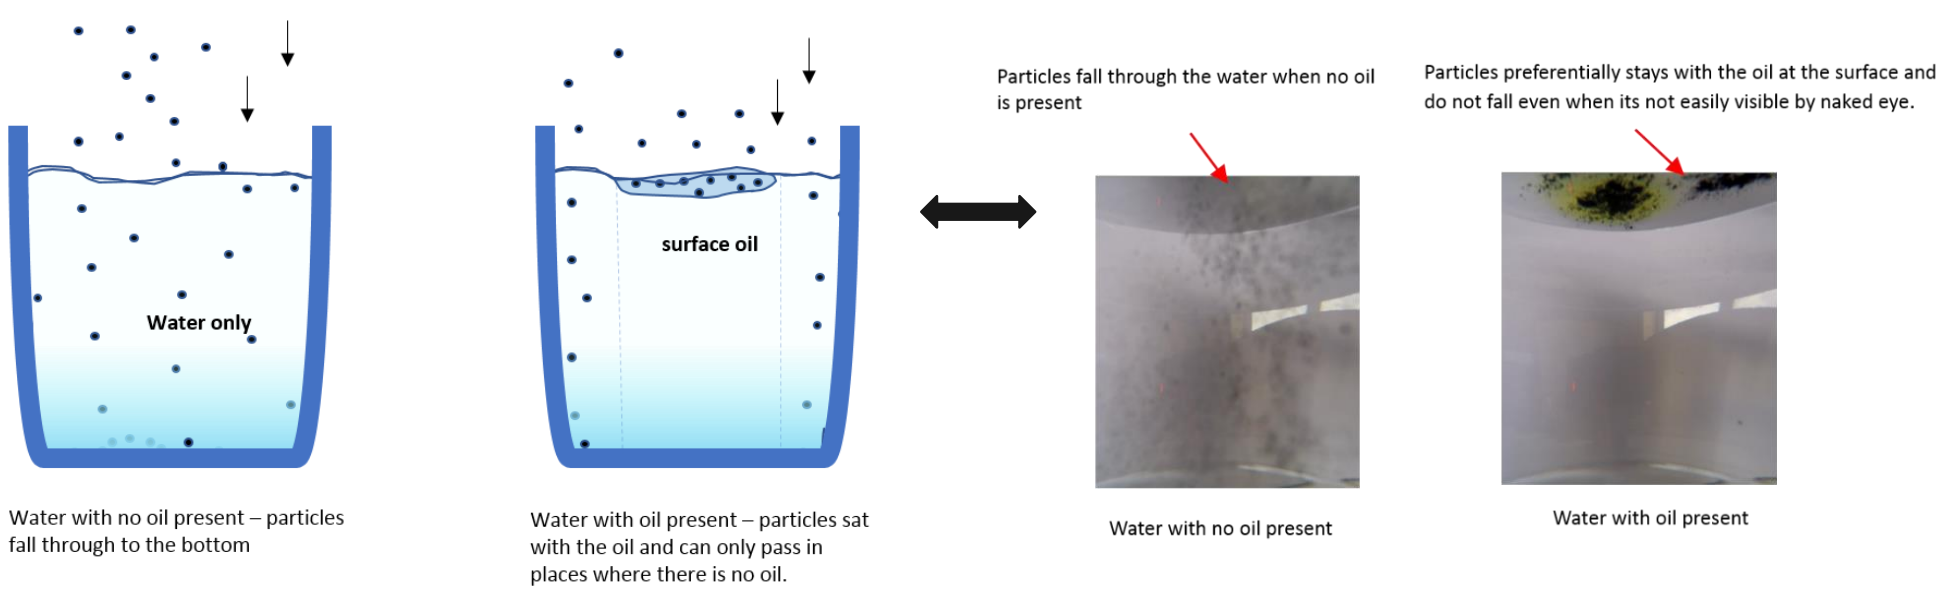 Water only
Water with no oil present – particles
fall through to the bottom
surface oil
Water with oil present – particles sat
with the oil and can only pass in
places where there is no oil.
Particles fall through the water when no oil
is present
Water with no oil present
Particles preferentially stays with the oil at the surface and
do not fall even when its not easily visible by naked eye.
Water with oil present